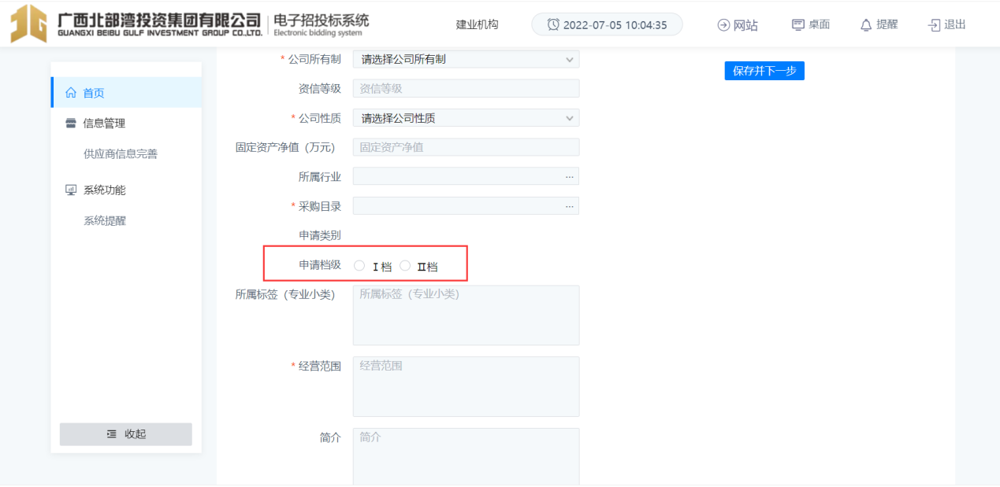 广西北部湾投资集团有限公司 电子招投标系统
GUANGXI BEIBU GULF INVESTMENT GROUP CO.,LTD. Electronic bidding system
建业机构 2022-07-05 10:04:35 网站 桌面 提醒 退出
首页
信息管理
供应商信息完善
系统功能
系统提醒
收起
* 公司所有制 请选择公司所有制
资信等级 资信等级
* 公司性质 请选择公司性质
固定资产净值（万元） 固定资产净值
所属行业 ...
* 采购目录 ...
申请类别
申请档级 I 档 II档
所属标签（专业小类） 所属标签（专业小类）
* 经营范围 经营范围
简介 简介
保存并下一步